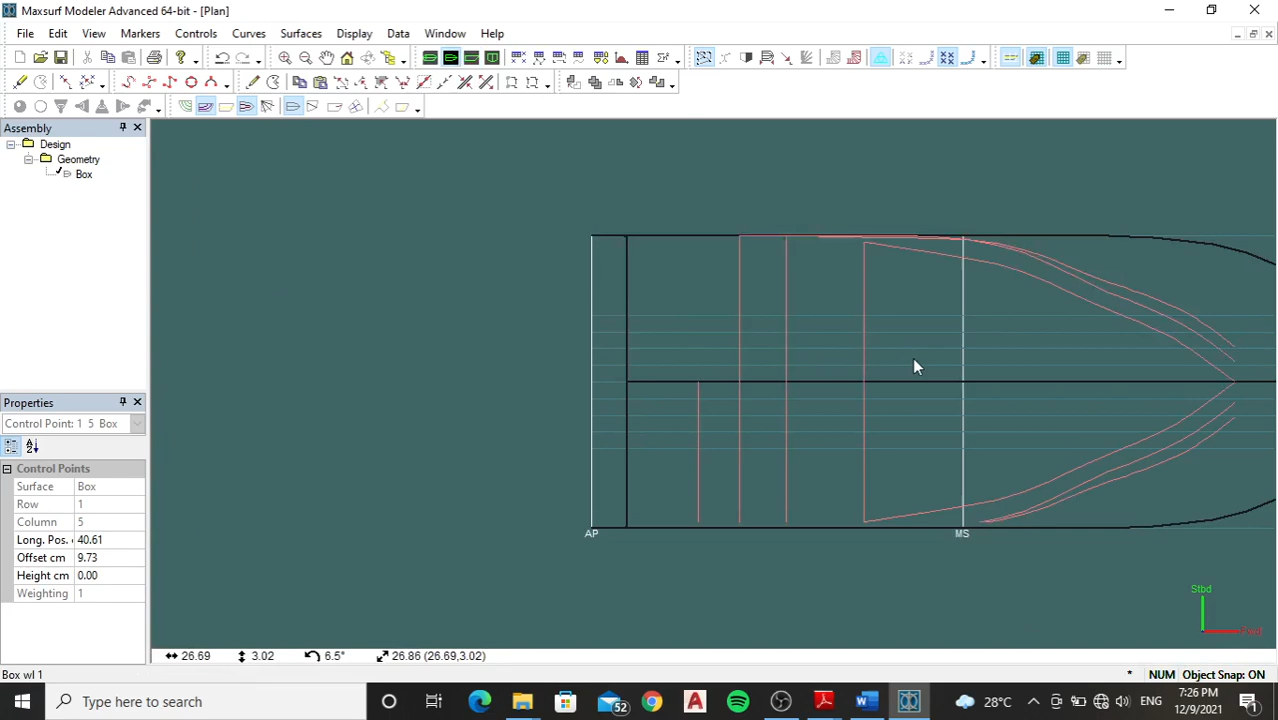 Maxsurf Modeler Advanced 64-bit - [Plan]
File Edit View Markers Controls Curves Surfaces Display Data Window Help
Assembly
Design
Geometry
Box
Properties
Control Point: 1 5 Box
Control Points
Surface Box
Row 1
Column 5
Long. Pos. 40.61
Offset cm 9.73
Height cm 0.00
Weighting 1
AP
MS
Stbd
26.69 3.02 6.5° 26.86 (26.69,3.02)
Box wl 1
* NUM Object Snap: ON
Type here to search
52
28°C
ENG
7:26 PM
12/9/2021
1